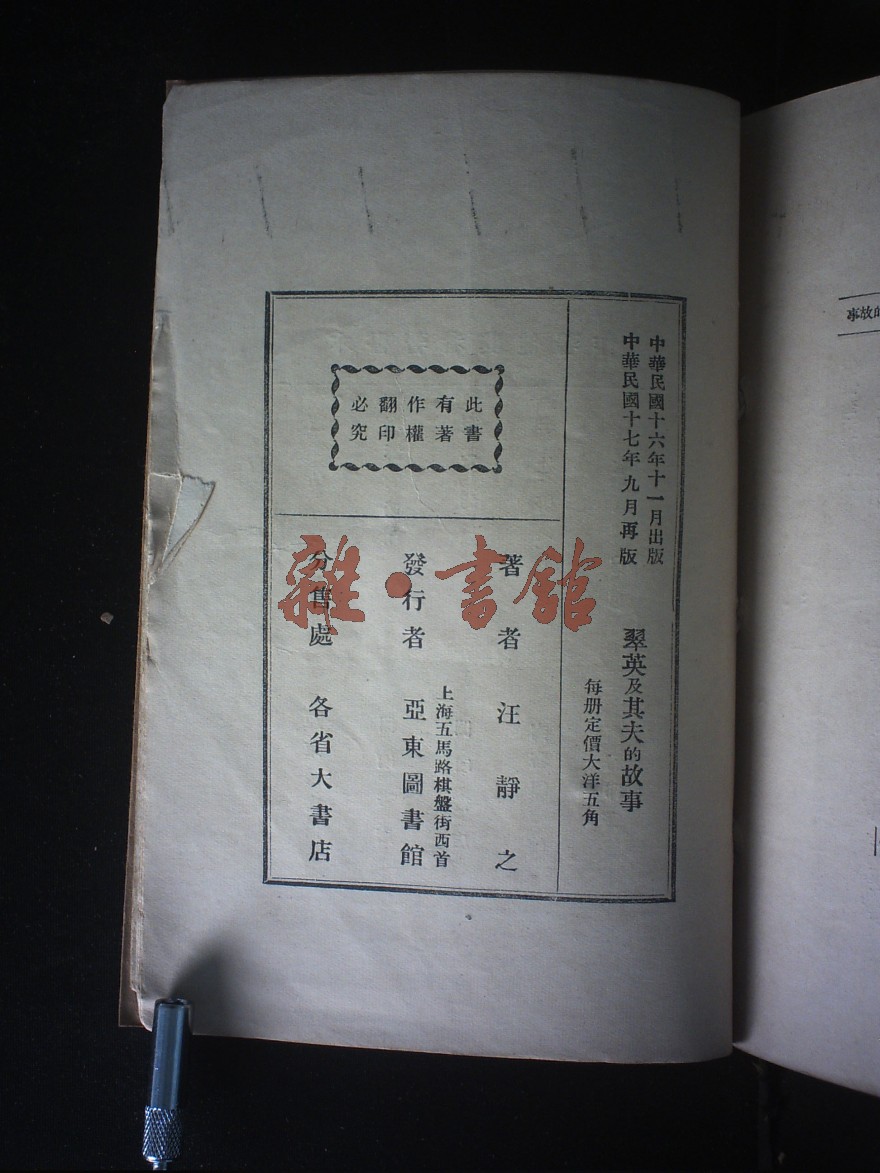 中華民國十六年十一月出版
中華民國十七年九月再版
翠英及其夫的故事
每册定價大洋五角
此書
有著
作權
翻印
必究
著者 汪靜之
上海五馬路棋盤街西首
發行者 亞東圖書館
分售處 各省大書店
雜·書館
的故事